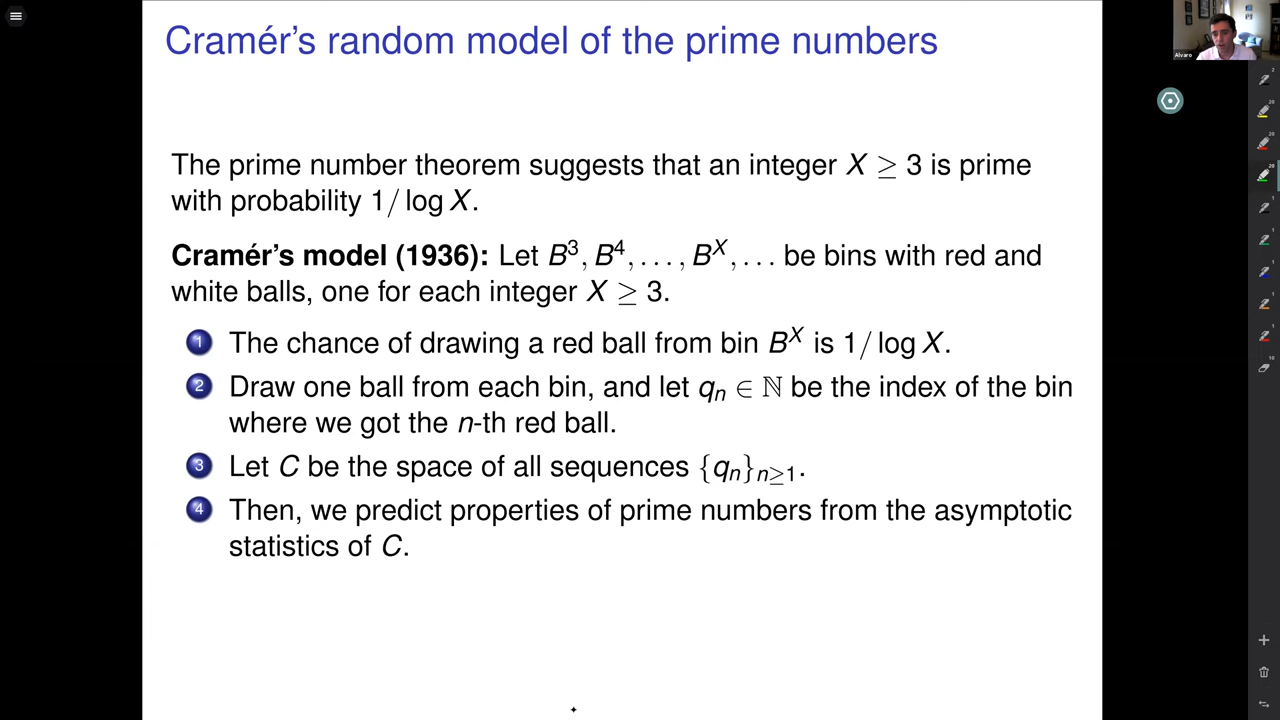 Cramér's random model of the prime numbers
Alvaro
The prime number theorem suggests that an integer X ≥ 3 is prime
with probability 1/ log X.
Cramér's model (1936): Let B³, B⁴, . . . , Bˣ, . . . be bins with red and
white balls, one for each integer X ≥ 3.
1 The chance of drawing a red ball from bin Bˣ is 1/ log X.
2 Draw one ball from each bin, and let qₙ ∈ ℕ be the index of the bin
where we got the n-th red ball.
3 Let C be the space of all sequences {qₙ}ₙ≥₁.
4 Then, we predict properties of prime numbers from the asymptotic
statistics of C.